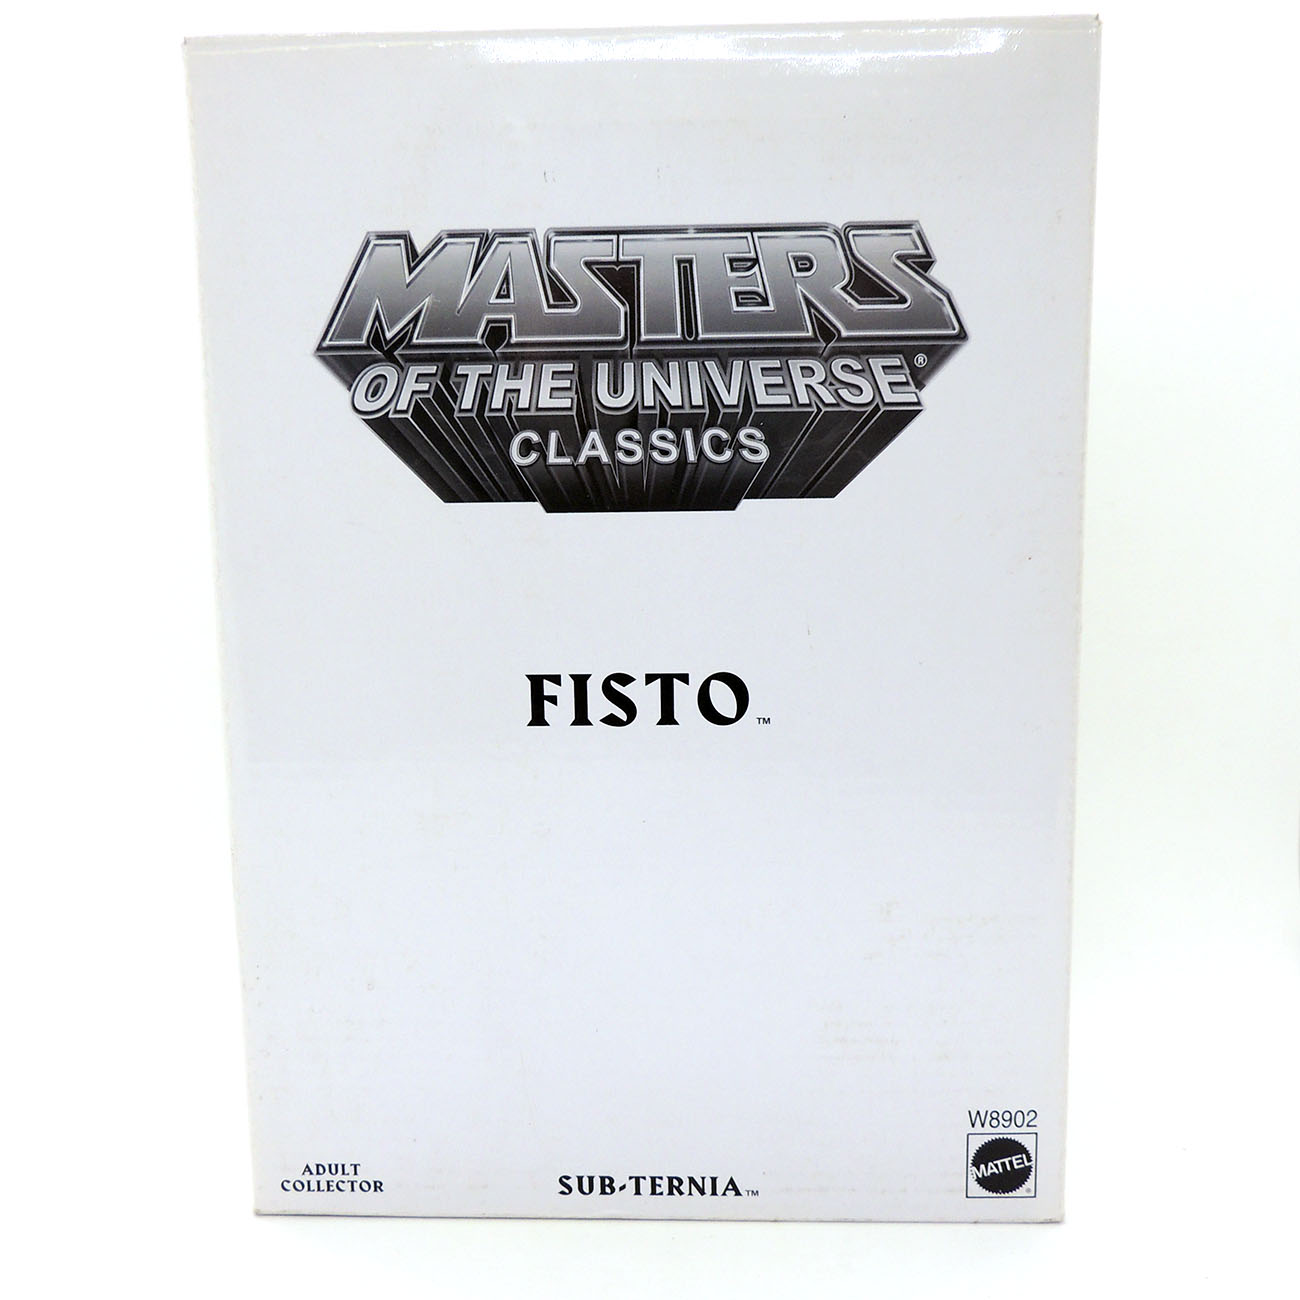 MASTERS
OF THE UNIVERSE®
CLASSICS
FISTO™
W8902
MATTEL®
ADULT
COLLECTOR
SUB-TERNIA™